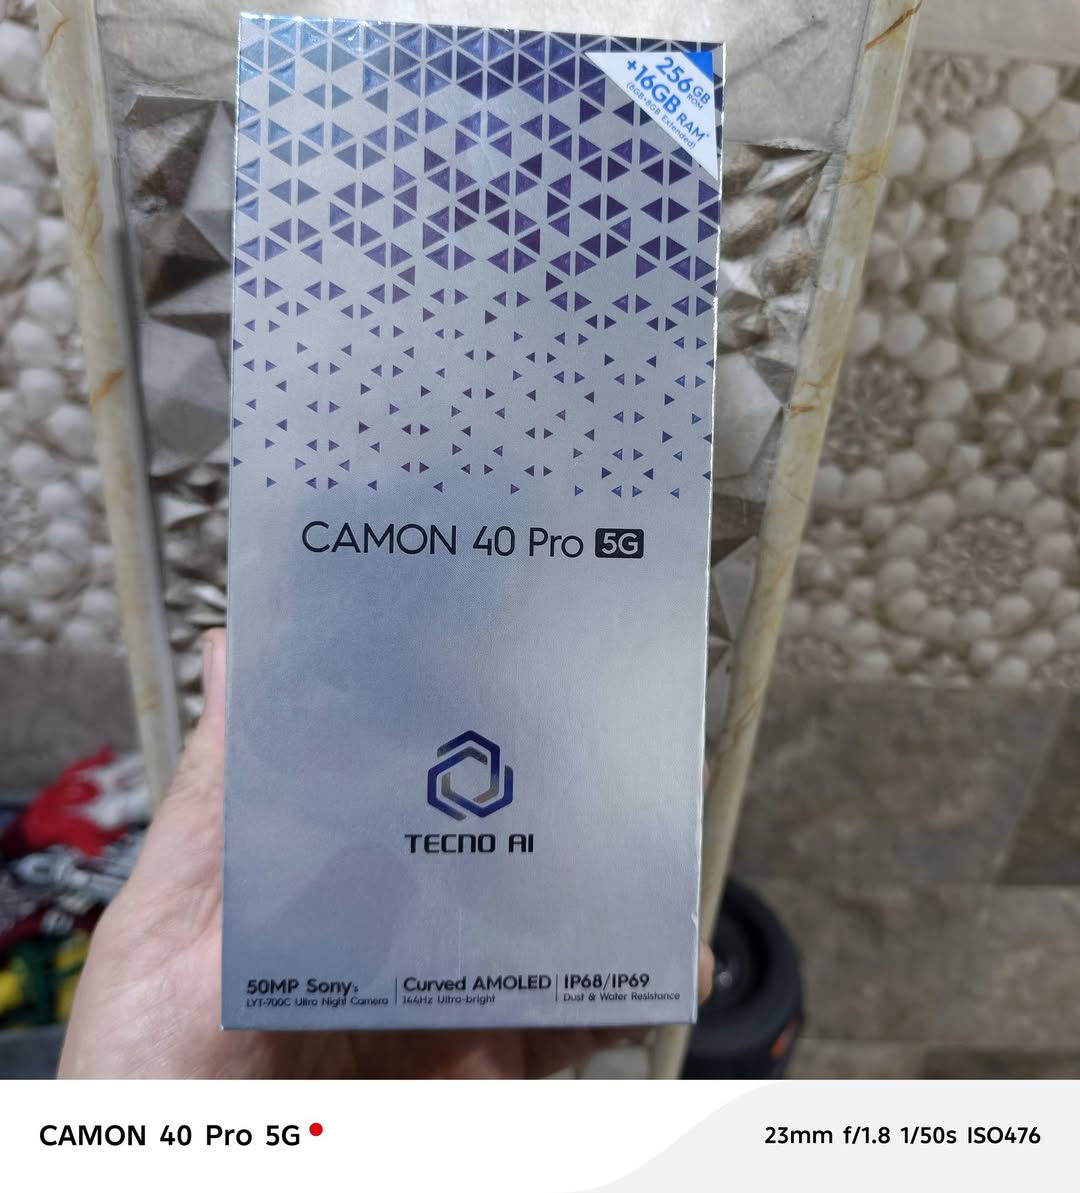 256GB
ROM
+16GB RAM*
(8GB+8GB Extended)
CAMON 40 Pro 5G
TECNO AI
50MP Sony's | Curved AMOLED | IP68/IP69
LYT-700C Ultra Night Camera | 144Hz Ultra-bright | Dust & Water Resistance
CAMON 40 Pro 5G
23mm f/1.8 1/50s ISO476